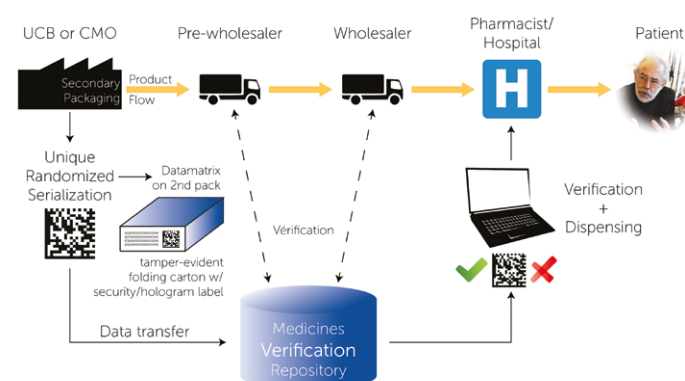 UCB or CMO
Pre-wholesaler
Wholesaler
Pharmacist/
Hospital
Patient
Secondary
Packaging
Product
Flow
H
Unique
Randomized
Serialization
Datamatrix
on 2nd pack
tamper-evident
folding carton w/
security/hologram label
Vérification
Verification
+
Dispensing
Data transfer
Medicines
Verification
Repository